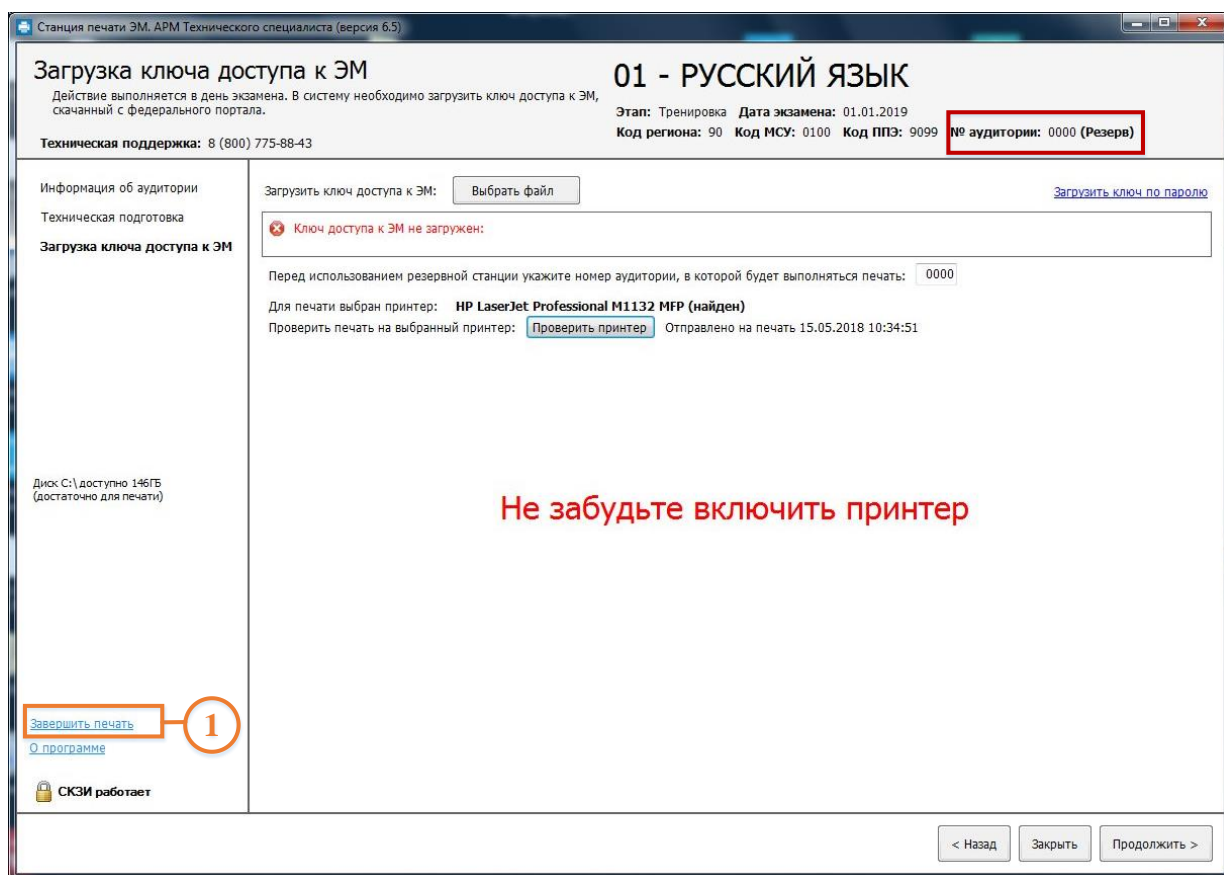 Станция печати ЭМ. АРМ Технического специалиста (версия 6.5)
Загрузка ключа доступа к ЭМ
Действие выполняется в день экзамена. В систему необходимо загрузить ключ доступа к ЭМ,
скачанный с федерального портала.
Техническая поддержка: 8 (800) 775-88-43
01 - РУССКИЙ ЯЗЫК
Этап: Тренировка Дата экзамена: 01.01.2019
Код региона: 90 Код МСУ: 0100 Код ППЭ: 9099 № аудитории: 0000 (Резерв)
Информация об аудитории
Техническая подготовка
Загрузка ключа доступа к ЭМ
Загрузить ключ доступа к ЭМ: Выбрать файл Загрузить ключ по паролю
Ключ доступа к ЭМ не загружен:
Перед использованием резервной станции укажите номер аудитории, в которой будет выполняться печать: 0000
Для печати выбран принтер: HP LaserJet Professional M1132 MFP (найден)
Проверить печать на выбранный принтер: Проверить принтер Отправлено на печать 15.05.2018 10:34:51
Диск C:\ доступно 146ГБ
(достаточно для печати)
Не забудьте включить принтер
Завершить печать 1
О программе
СКЗИ работает
< Назад Закрыть Продолжить >